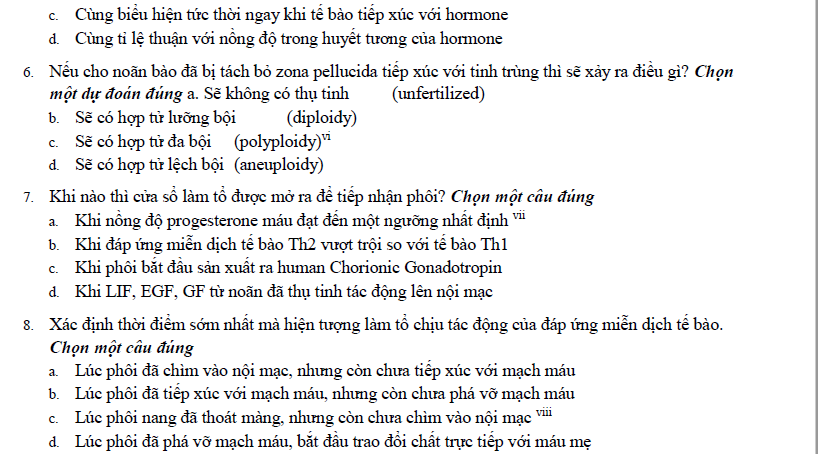 c. Cùng biểu hiện tức thời ngay khi tế bào tiếp xúc với hormone
d. Cùng tỉ lệ thuận với nồng độ trong huyết tương của hormone
6. Nếu cho noãn bào đã bị tách bỏ zona pellucida tiếp xúc với tinh trùng thì sẽ xảy ra điều gì? Chọn
một dự đoán đúng a. Sẽ không có thụ tinh (unfertilized)
b. Sẽ có hợp tử lưỡng bội (diploidy)
c. Sẽ có hợp tử đa bội (polyploidy)vi
d. Sẽ có hợp tử lệch bội (aneuploidy)
7. Khi nào thì cửa sổ làm tổ được mở ra để tiếp nhận phôi? Chọn một câu đúng
a. Khi nồng độ progesterone máu đạt đến một ngưỡng nhất định vii
b. Khi đáp ứng miễn dịch tế bào Th2 vượt trội so với tế bào Th1
c. Khi phôi bắt đầu sản xuất ra human Chorionic Gonadotropin
d. Khi LIF, EGF, GF từ noãn đã thụ tinh tác động lên nội mạc
8. Xác định thời điểm sớm nhất mà hiện tượng làm tổ chịu tác động của đáp ứng miễn dịch tế bào.
Chọn một câu đúng
a. Lúc phôi đã chìm vào nội mạc, nhưng còn chưa tiếp xúc với mạch máu
b. Lúc phôi đã tiếp xúc với mạch máu, nhưng còn chưa phá vỡ mạch máu
c. Lúc phôi nang đã thoát màng, nhưng còn chưa chìm vào nội mạc viii
d. Lúc phôi đã phá vỡ mạch máu, bắt đầu trao đổi chất trực tiếp với máu mẹ